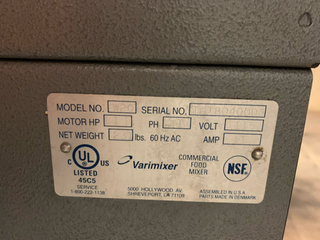 MODEL NO. SERIAL NO.
MOTOR HP PH VOLT
NET WEIGHT lbs. 60 Hz AC AMP
C UL US
LISTED
45C5
SERVICE
1-800-222-1138
Varimixer
COMMERCIAL
FOOD
MIXER
NSF
5000 HOLLYWOOD AV
SHREVEPORT, LA 71109
ASSEMBLED IN U.S.A.
PARTS MADE IN DENMARK